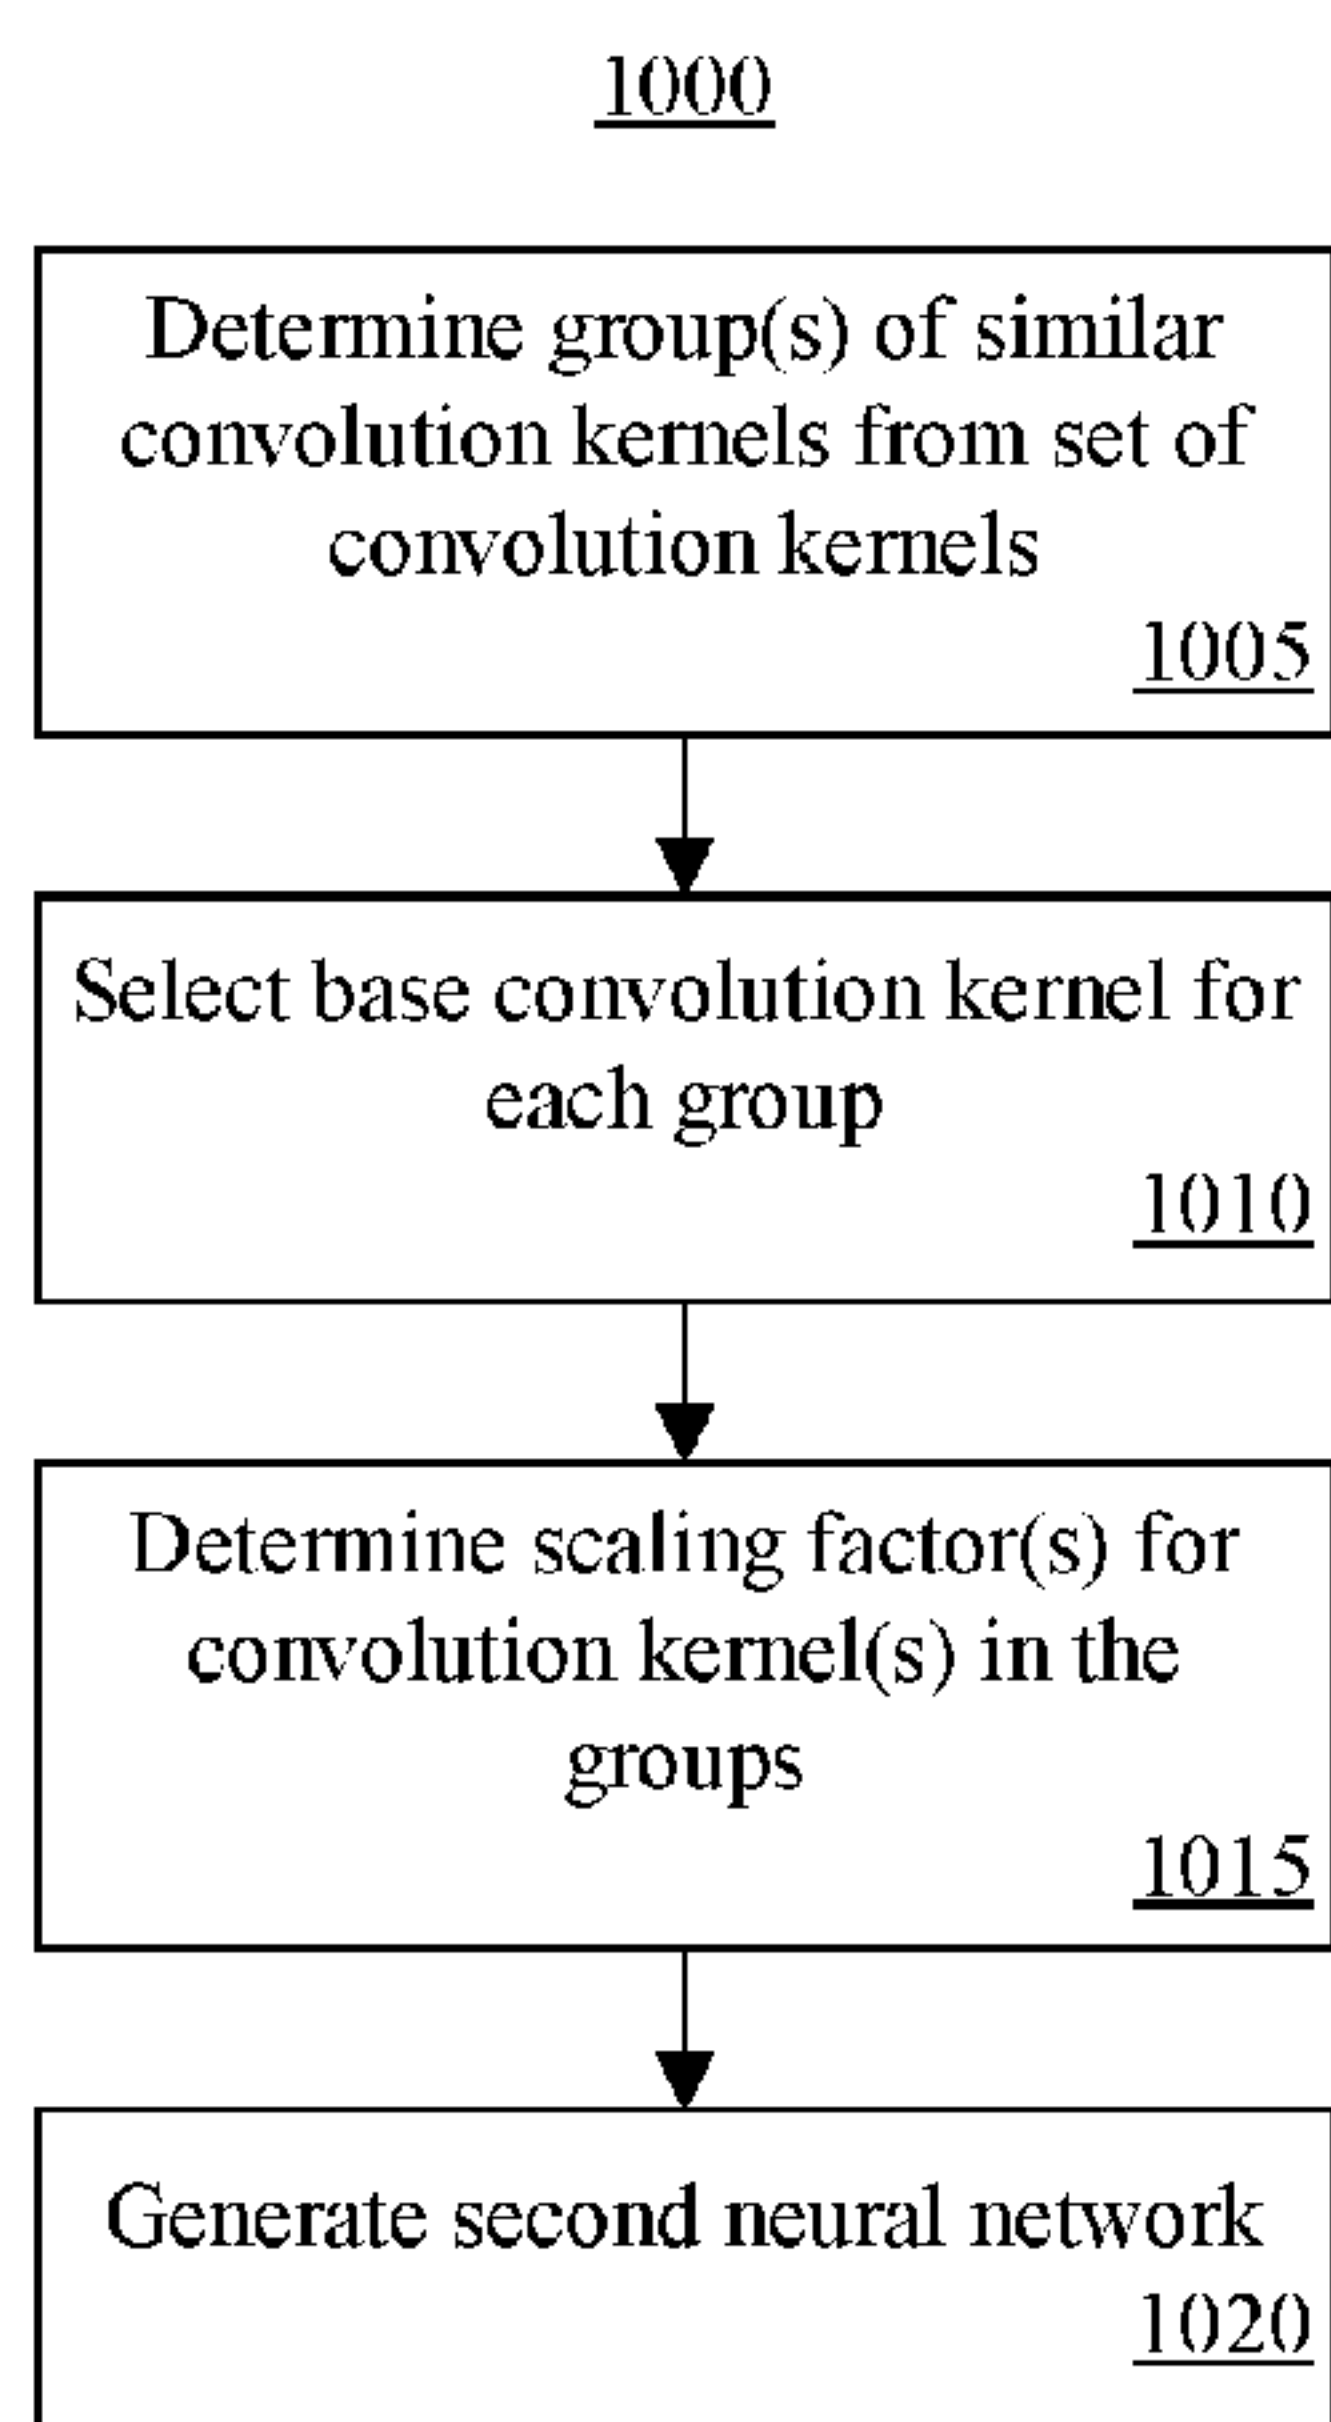 1000
Determine group(s) of similar
convolution kernels from set of
convolution kernels
1005
Select base convolution kernel for
each group
1010
Determine scaling factor(s) for
convolution kernel(s) in the
groups
1015
Generate second neural network
1020